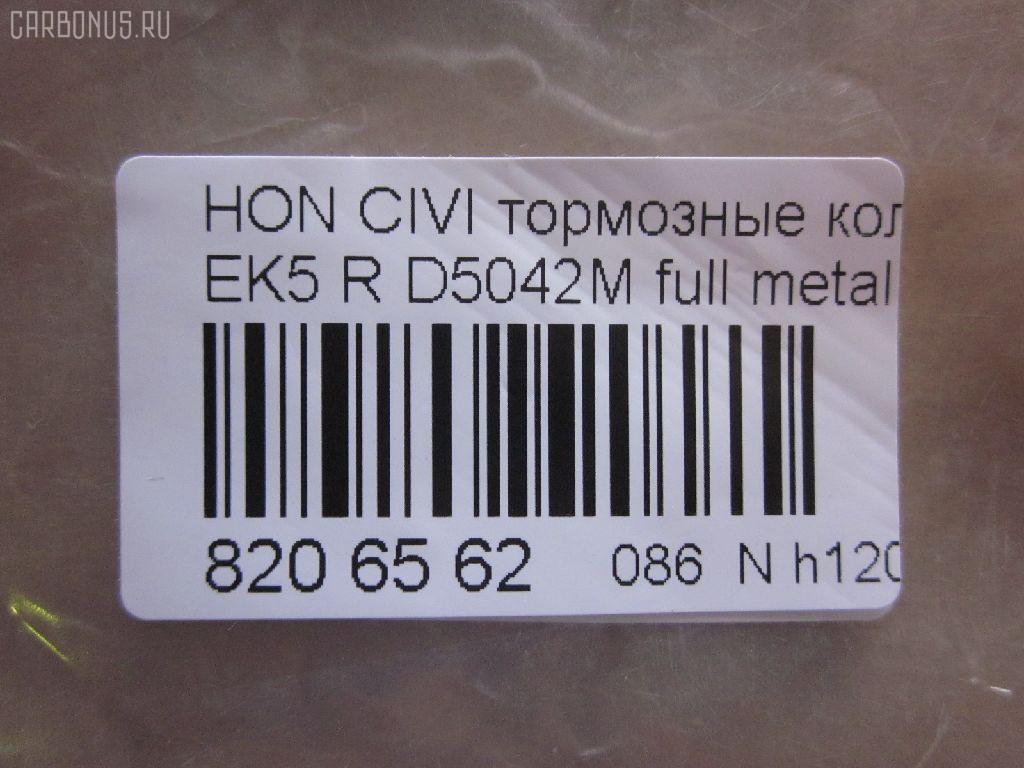 CARBONUS.RU
HON CIVI тормозные кол
EK5 R D5042M full metal
820 65 62 086 N h120